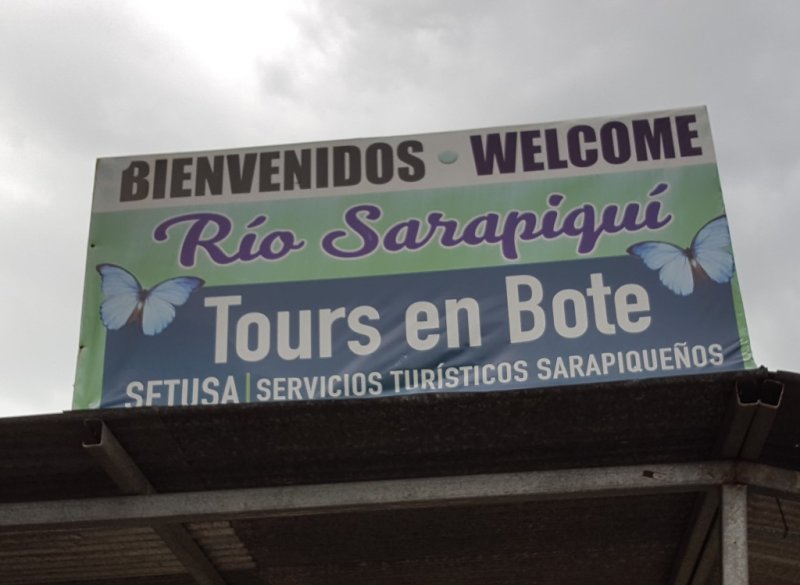 BIENVENIDOS • WELCOME
Río Sarapiquí
Tours en Bote
SETUSA | SERVICIOS TURÍSTICOS SARAPIQUEÑOS